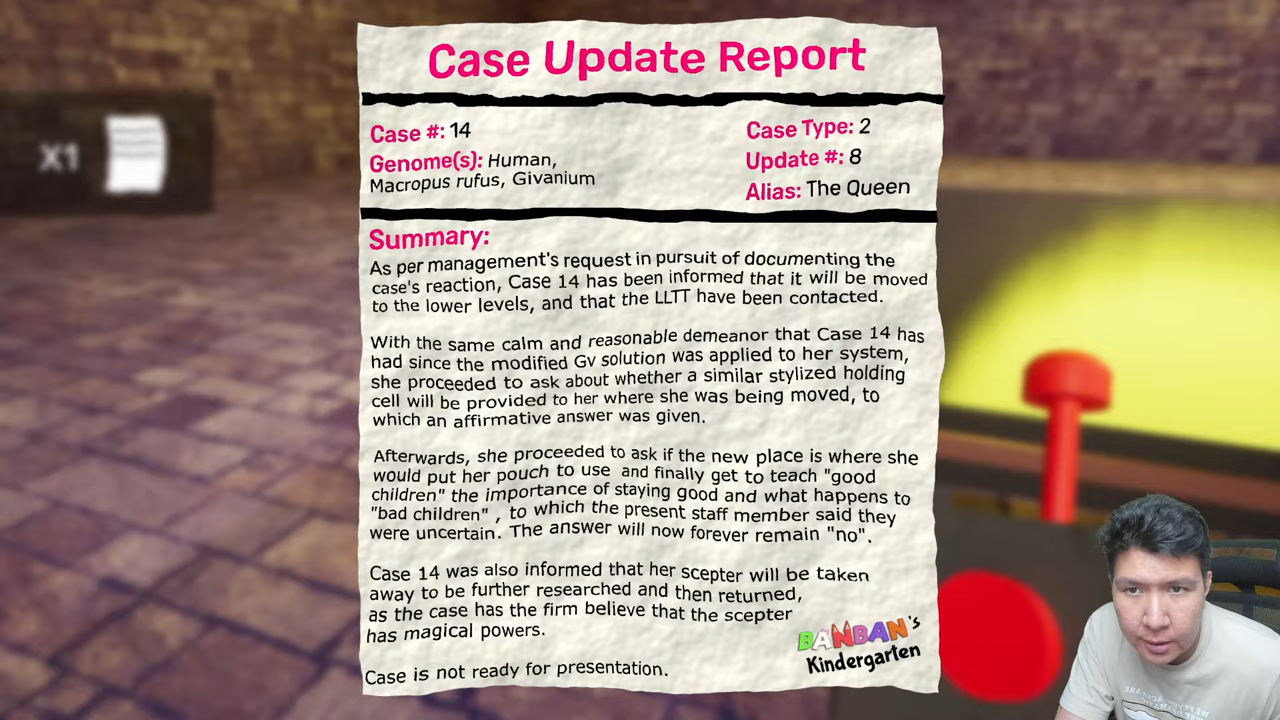 Case Update Report
X1
Case #: 14
Case Type: 2
Genome(s): Human,
Macropus rufus, Givanium
Update #: 8
Alias: The Queen
Summary:
As per management's request in pursuit of documenting the
case's reaction, Case 14 has been informed that it will be moved
to the lower levels, and that the LLTT have been contacted.
With the same calm and reasonable demeanor that Case 14 has
had since the modified Gv solution was applied to her system,
she proceeded to ask about whether a similar stylized holding
cell will be provided to her where she was being moved, to
which an affirmative answer was given.
Afterwards, she proceeded to ask if the new place is where she
would put her pouch to use and finally get to teach "good
children" the importance of staying good and what happens to
"bad children" , to which the present staff member said they
were uncertain. The answer will now forever remain "no".
Case 14 was also informed that her scepter will be taken
away to be further researched and then returned,
as the case has the firm believe that the scepter
has magical powers.
BANBAN's
Kindergarten
Case is not ready for presentation.